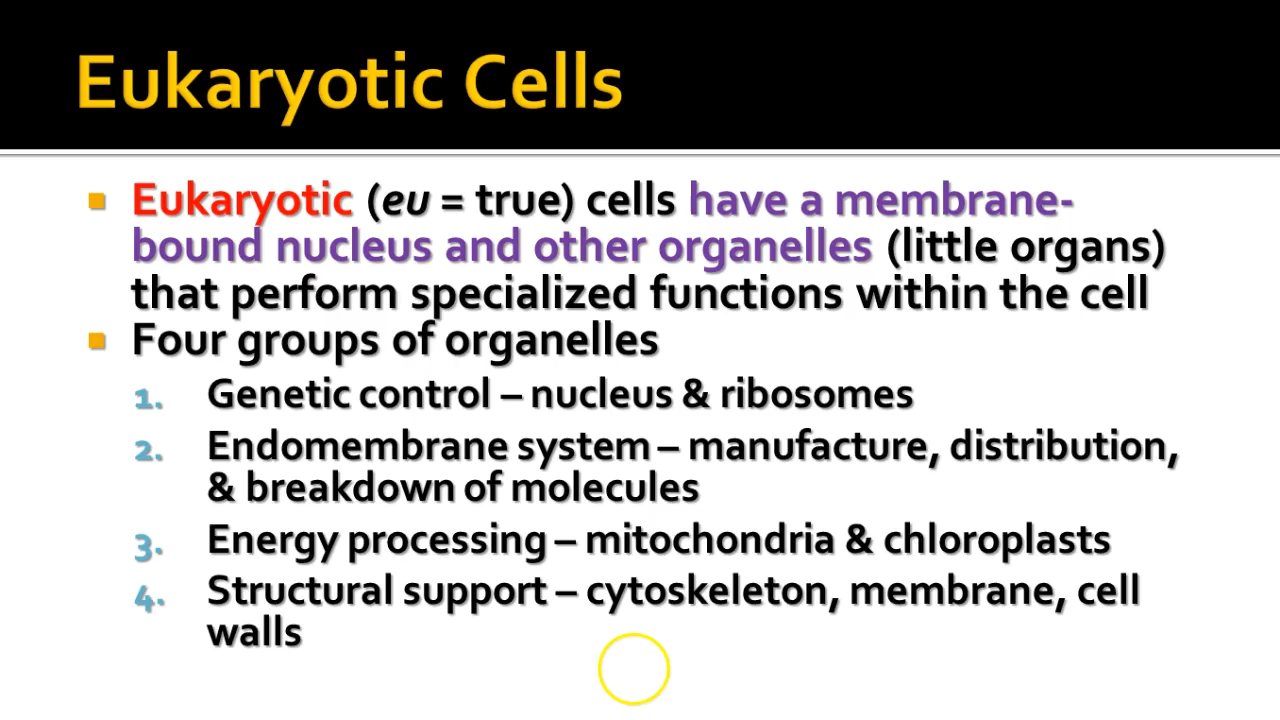 Eukaryotic Cells
Eukaryotic (eu = true) cells have a membrane-
bound nucleus and other organelles (little organs)
that perform specialized functions within the cell
Four groups of organelles
1. Genetic control – nucleus & ribosomes
2. Endomembrane system – manufacture, distribution,
& breakdown of molecules
3. Energy processing – mitochondria & chloroplasts
4. Structural support – cytoskeleton, membrane, cell
walls